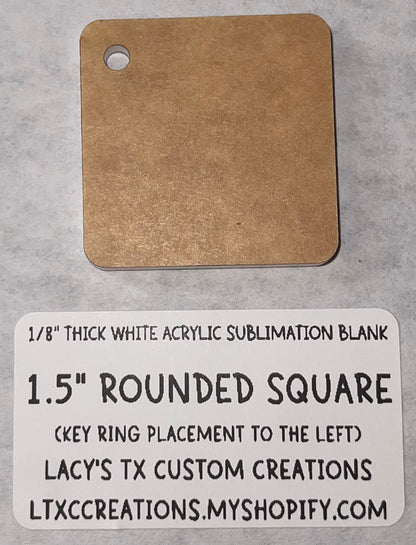 1/8" THICK WHITE ACRYLIC SUBLIMATION BLANK
1.5" ROUNDED SQUARE
(KEY RING PLACEMENT TO THE LEFT)
LACY'S TX CUSTOM CREATIONS
LTXCCREATIONS.MYSHOPIFY.COM